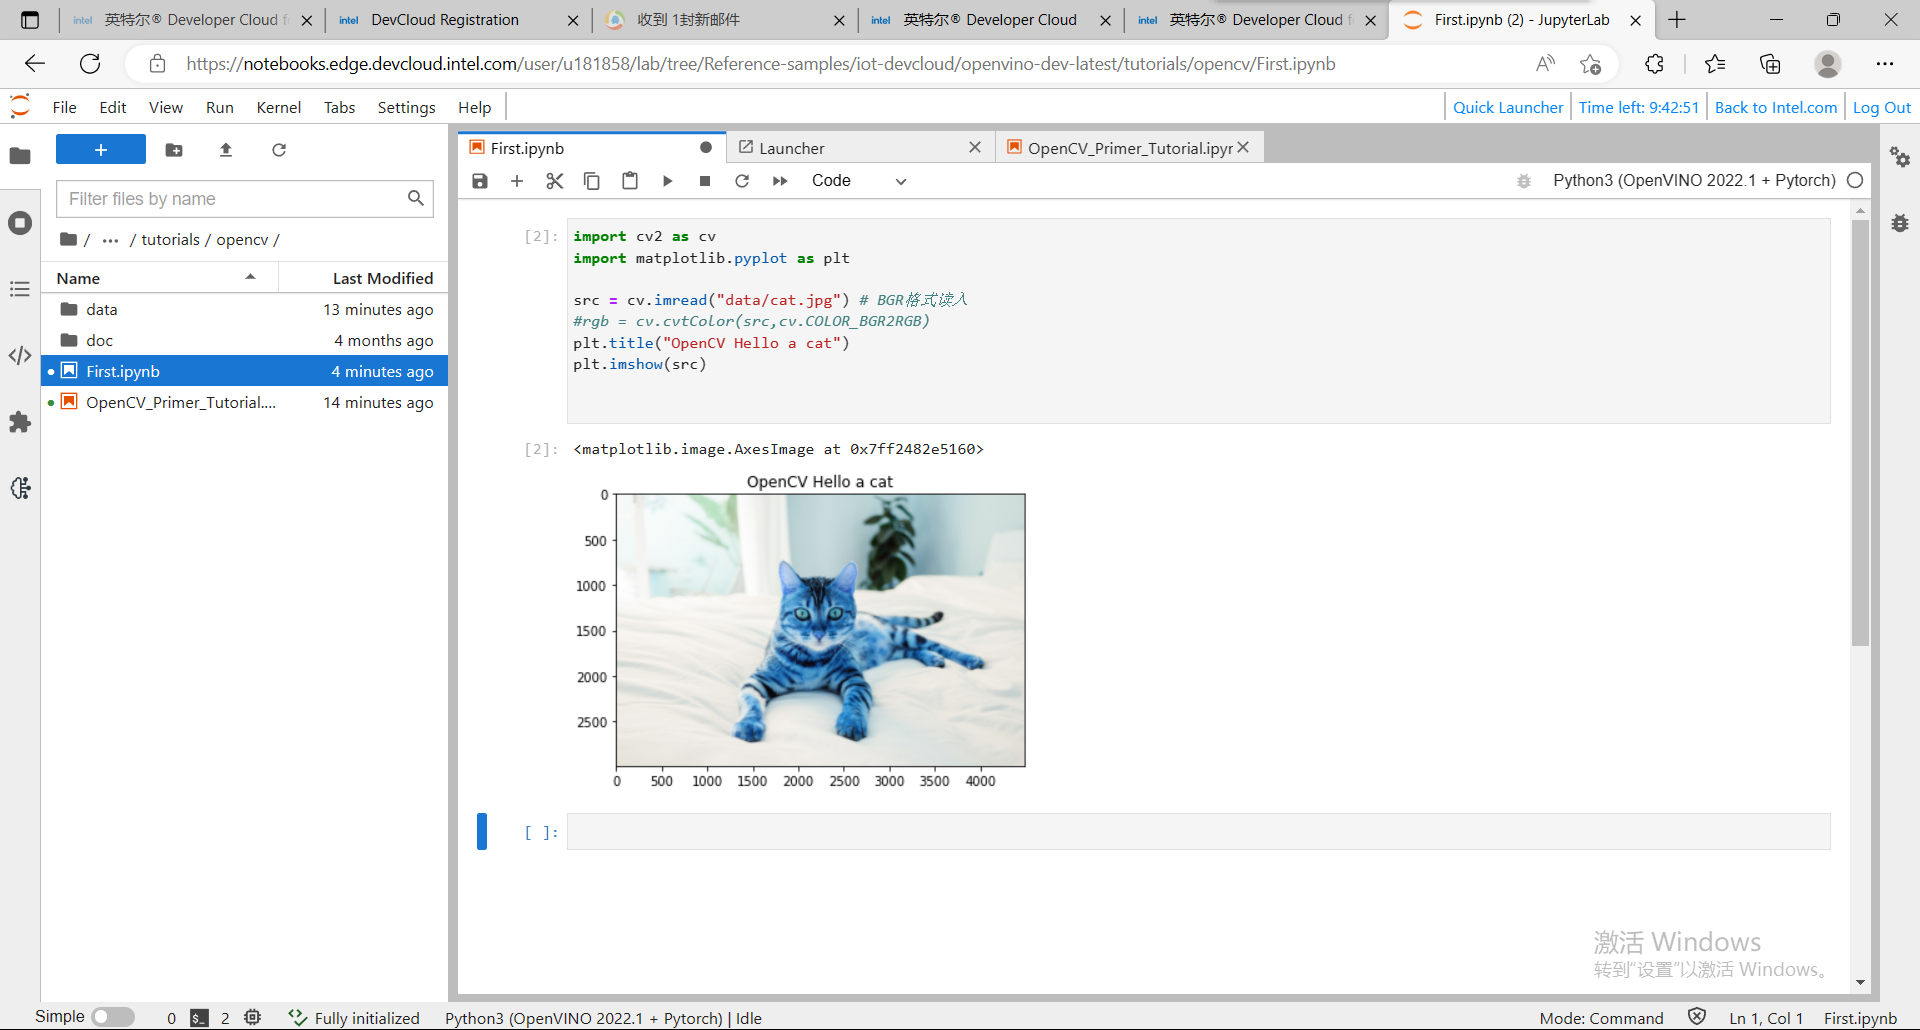 intel 英特尔® Developer Cloud f
intel DevCloud Registration
收到 1封新邮件
intel 英特尔® Developer Cloud
intel 英特尔® Developer Cloud f
First.ipynb (2) - JupyterLab
https://notebooks.edge.devcloud.intel.com/user/u181858/lab/tree/Reference-samples/iot-devcloud/openvino-dev-latest/tutorials/opencv/First.ipynb
File Edit View Run Kernel Tabs Settings Help
Quick Launcher Time left: 9:42:51 Back to Intel.com Log Out
First.ipynb
Launcher
OpenCV_Primer_Tutorial.ipyr
Code
Python3 (OpenVINO 2022.1 + Pytorch)
Filter files by name
/ ··· / tutorials / opencv /
Name Last Modified
data 13 minutes ago
doc 4 months ago
First.ipynb 4 minutes ago
OpenCV_Primer_Tutorial.... 14 minutes ago
[2]: import cv2 as cv
import matplotlib.pyplot as plt
src = cv.imread("data/cat.jpg") # BGR格式读入
#rgb = cv.cvtColor(src,cv.COLOR_BGR2RGB)
plt.title("OpenCV Hello a cat")
plt.imshow(src)
[2]: <matplotlib.image.AxesImage at 0x7ff2482e5160>
OpenCV Hello a cat
0
500
1000
1500
2000
2500
0 500 1000 1500 2000 2500 3000 3500 4000
[ ]:
激活 Windows
转到“设置”以激活 Windows。
Simple 0 $_ 2 Fully initialized Python3 (OpenVINO 2022.1 + Pytorch) | Idle Mode: Command Ln 1, Col 1 First.ipynb